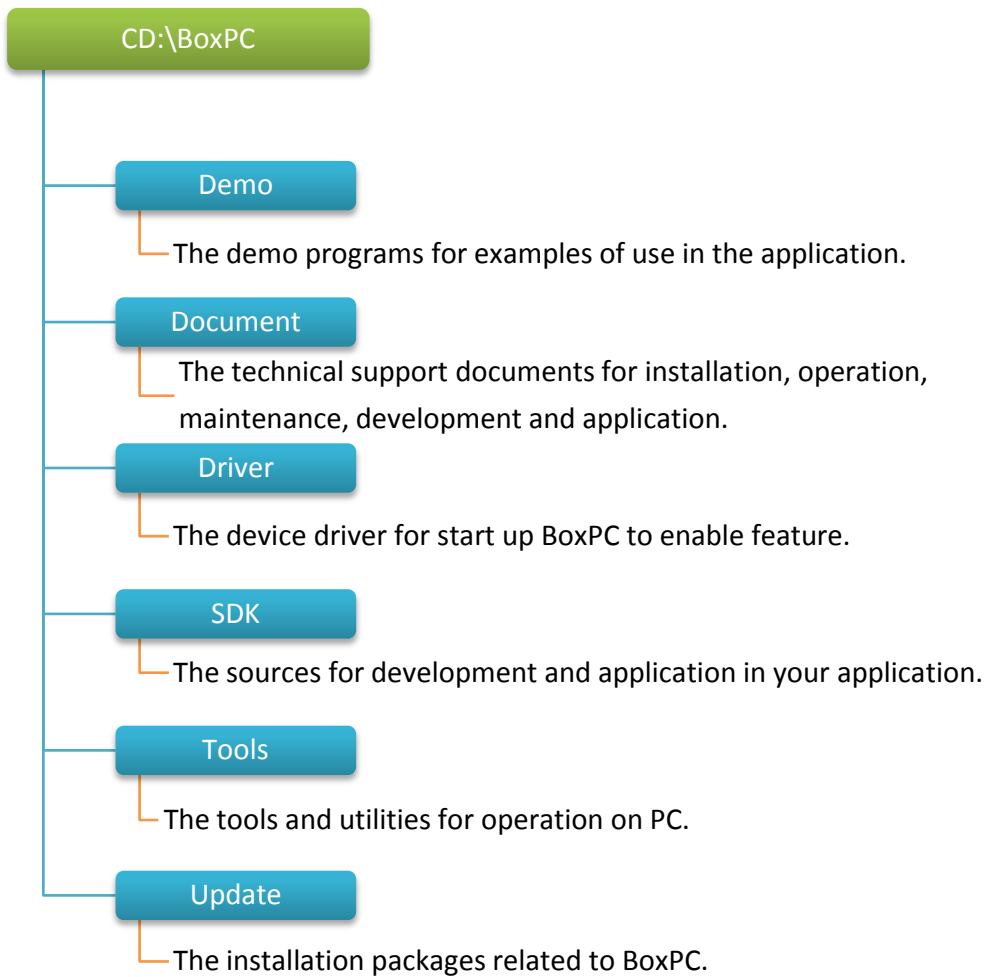 CD:\BoxPC
Demo
The demo programs for examples of use in the application.
Document
The technical support documents for installation, operation,
maintenance, development and application.
Driver
The device driver for start up BoxPC to enable feature.
SDK
The sources for development and application in your application.
Tools
The tools and utilities for operation on PC.
Update
The installation packages related to BoxPC.